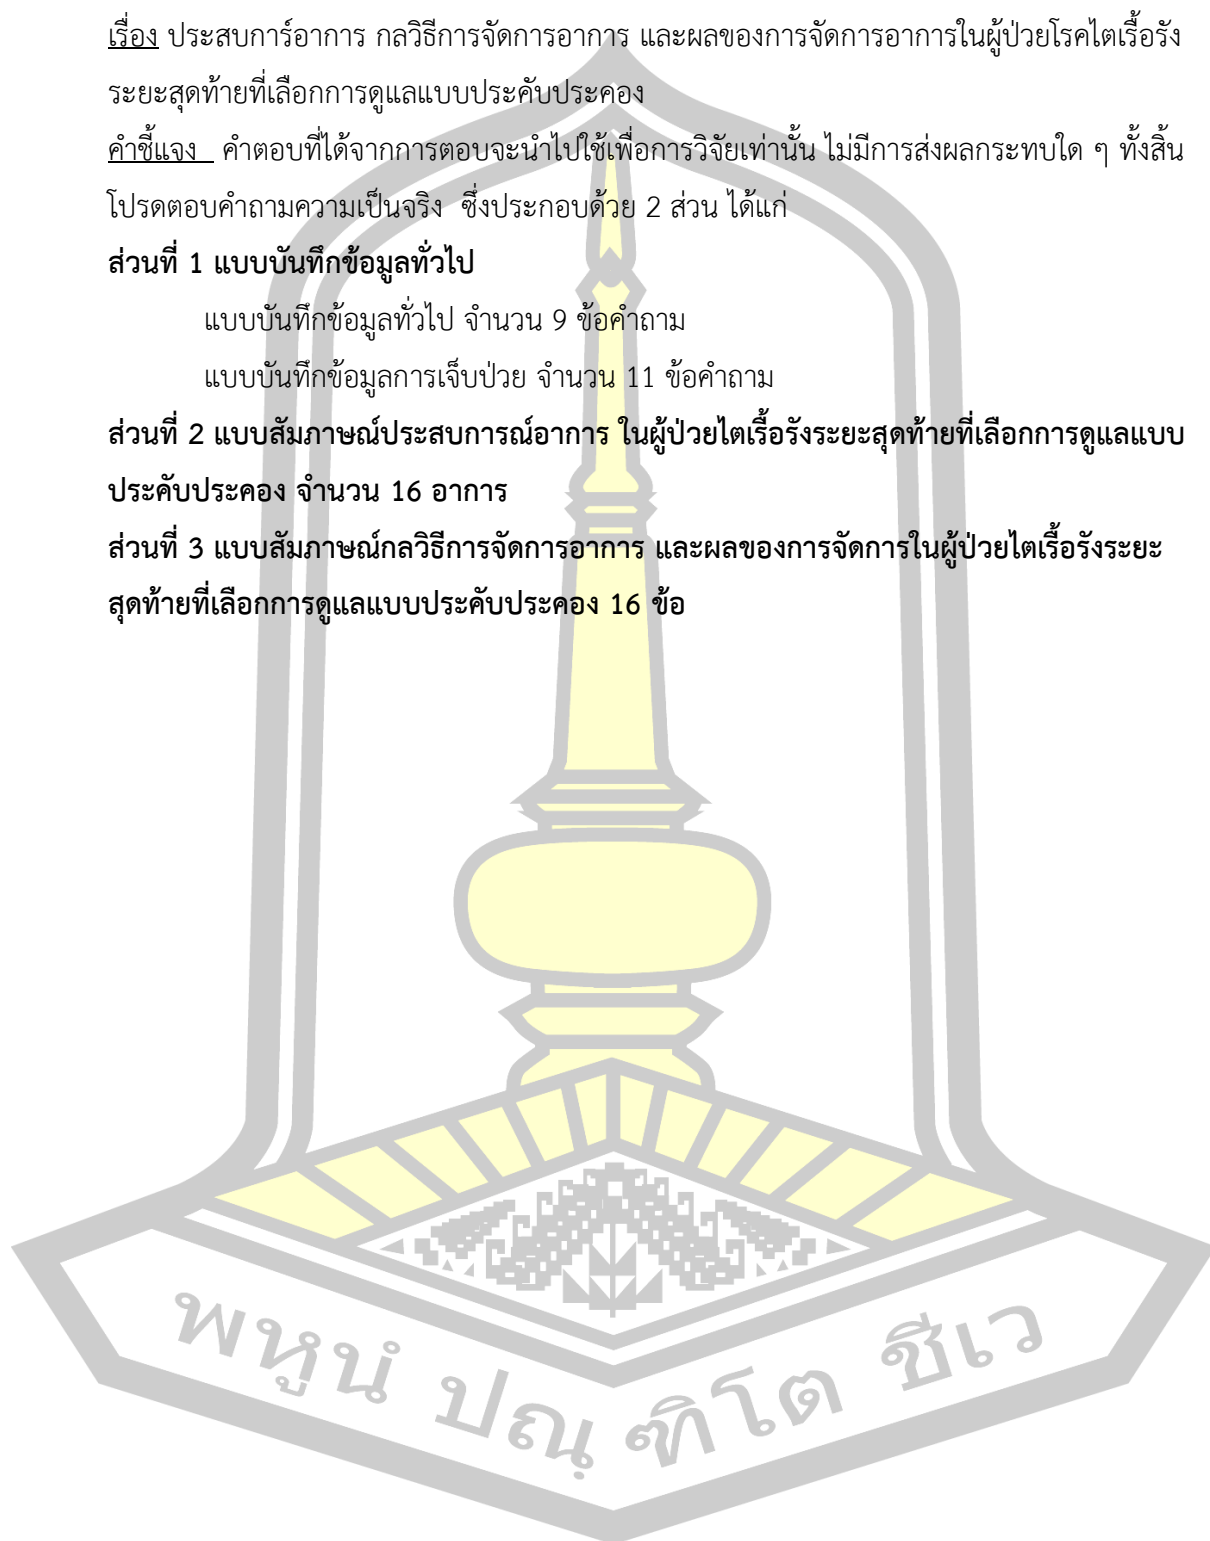 เรื่อง ประสบการ์อาการ กลวิธีการจัดการอาการ และผลของการจัดการอาการในผู้ป่วยโรคไตเรื้อรัง
ระยะสุดท้ายที่เลือกการดูแลแบบประคับประคอง
คำชี้แจง คำตอบที่ได้จากการตอบจะนำไปใช้เพื่อการวิจัยเท่านั้น ไม่มีการส่งผลกระทบใด ๆ ทั้งสิ้น
โปรดตอบคำถามความเป็นจริง ซึ่งประกอบด้วย 2 ส่วน ได้แก่
ส่วนที่ 1 แบบบันทึกข้อมูลทั่วไป
แบบบันทึกข้อมูลทั่วไป จำนวน 9 ข้อคำถาม
แบบบันทึกข้อมูลการเจ็บป่วย จำนวน 11 ข้อคำถาม
ส่วนที่ 2 แบบสัมภาษณ์ประสบการณ์อาการ ในผู้ป่วยไตเรื้อรังระยะสุดท้ายที่เลือกการดูแลแบบ
ประคับประคอง จำนวน 16 อาการ
ส่วนที่ 3 แบบสัมภาษณ์กลวิธีการจัดการอาการ และผลของการจัดการในผู้ป่วยไตเรื้อรังระยะ
สุดท้ายที่เลือกการดูแลแบบประคับประคอง 16 ข้อ
พหูนํ ปณฺฑิโต ชีเว